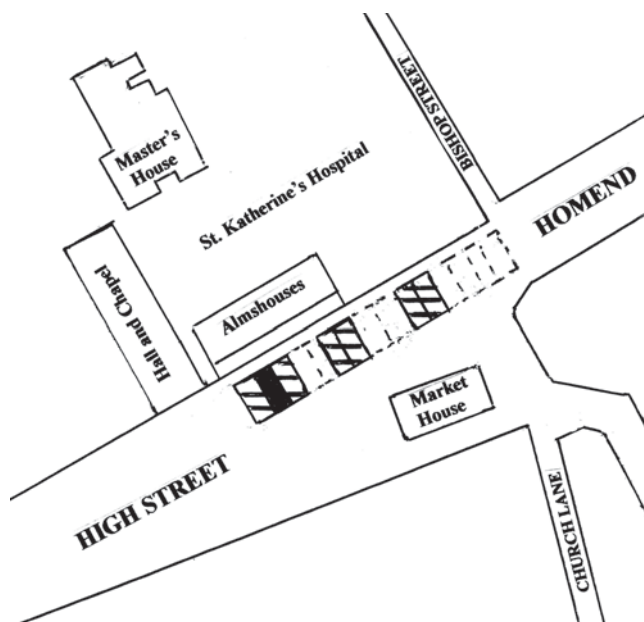 BISHOP STREET
Master's
House
St. Katherine's Hospital
HOMEND
Hall and Chapel
Almshouses
Market
House
HIGH STREET
CHURCH LANE